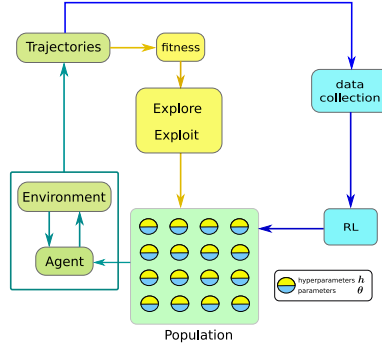 Trajectories
fitness
data
collection
Explore
Exploit
Environment
Agent
RL
hyperparameters h
parameters θ
Population